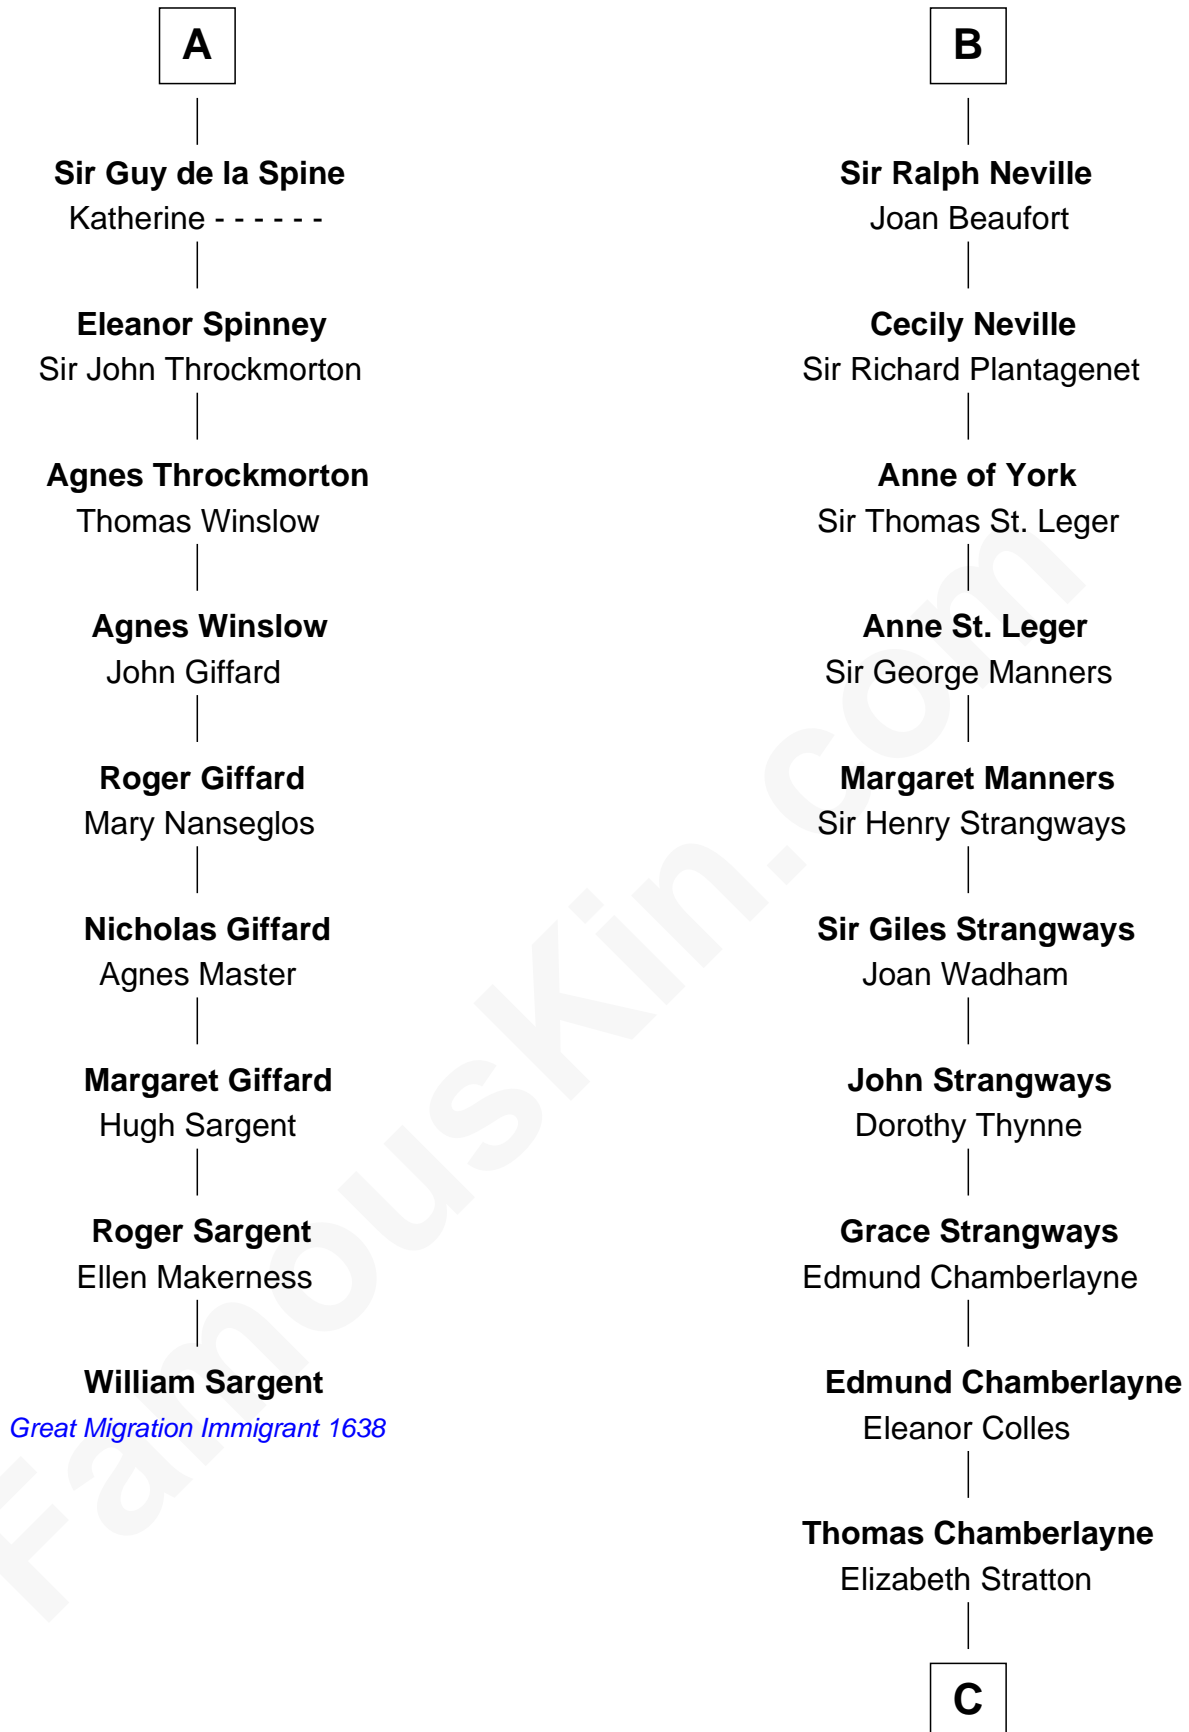 A
Sir Guy de la Spine
Katherine - - - - - -
Eleanor Spinney
Sir John Throckmorton
Agnes Throckmorton
Thomas Winslow
Agnes Winslow
John Giffard
Roger Giffard
Mary Nanseglos
Nicholas Giffard
Agnes Master
Margaret Giffard
Hugh Sargent
Roger Sargent
Ellen Makerness
William Sargent
Great Migration Immigrant 1638
B
Sir Ralph Neville
Joan Beaufort
Cecily Neville
Sir Richard Plantagenet
Anne of York
Sir Thomas St. Leger
Anne St. Leger
Sir George Manners
Margaret Manners
Sir Henry Strangways
Sir Giles Strangways
Joan Wadham
John Strangways
Dorothy Thynne
Grace Strangways
Edmund Chamberlayne
Edmund Chamberlayne
Eleanor Colles
Thomas Chamberlayne
Elizabeth Stratton
C
FamousKin.com